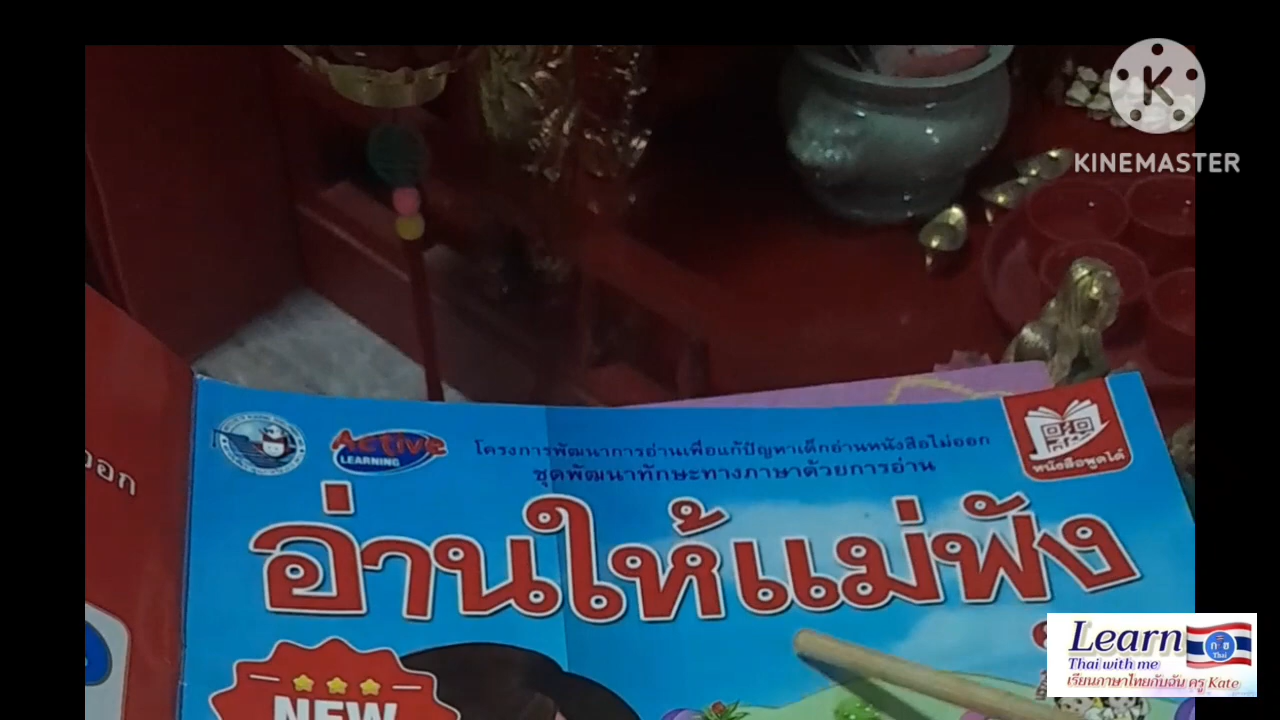 KINEMASTER
Active
LEARNING
โครงการพัฒนาการอ่านเพื่อแก้ปัญหาเด็กอ่านหนังสือไม่ออก
ชุดพัฒนาทักษะทางภาษาด้วยการอ่าน
หนังสือพูดได้
อ่านให้แม่ฟัง
NEW
Learn
Thai with me
เรียนภาษาไทยกับฉัน ครู Kate
ก ฮ
Thai